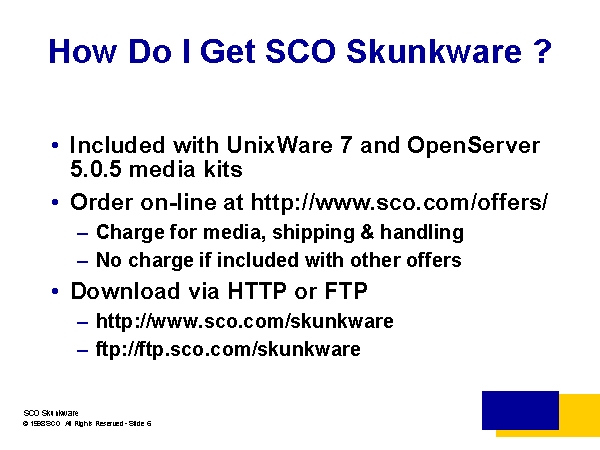 How Do I Get SCO Skunkware ?
• Included with UnixWare 7 and OpenServer
5.0.5 media kits
• Order on-line at http://www.sco.com/offers/
– Charge for media, shipping & handling
– No charge if included with other offers
• Download via HTTP or FTP
– http://www.sco.com/skunkware
– ftp://ftp.sco.com/skunkware
SCO Skunkware
© 1998 SCO All Rights Reserved - Slide 6